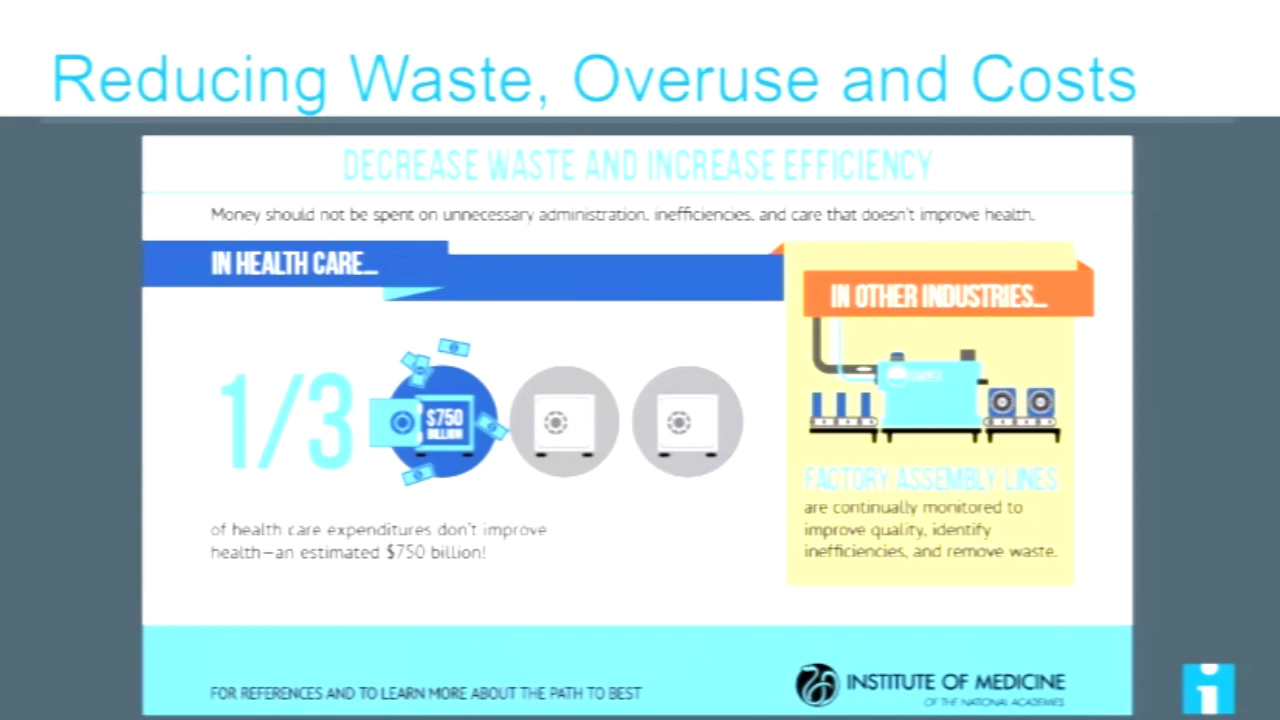 Reducing Waste, Overuse and Costs
DECREASE WASTE AND INCREASE EFFICIENCY
Money should not be spent on unnecessary administration, inefficiencies, and care that doesn't improve health.
IN HEALTH CARE...
IN OTHER INDUSTRIES...
1/3
$750
BILLION
of health care expenditures don't improve
health—an estimated $750 billion!
FACTORY ASSEMBLY LINES
are continually monitored to
improve quality, identify
inefficiencies, and remove waste.
FOR REFERENCES AND TO LEARN MORE ABOUT THE PATH TO BEST
INSTITUTE OF MEDICINE
OF THE NATIONAL ACADEMIES
i